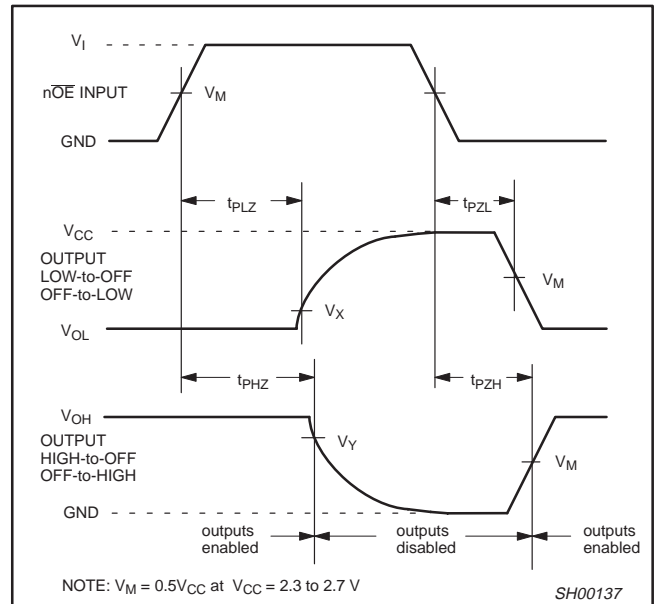 V_I
nOE INPUT
V_M
GND
t_PLZ
t_PZL
V_CC
OUTPUT
LOW-to-OFF
OFF-to-LOW
V_M
V_X
V_OL
t_PHZ
t_PZH
V_OH
OUTPUT
HIGH-to-OFF
OFF-to-HIGH
V_Y
V_M
GND
outputs
enabled
outputs
disabled
outputs
enabled
NOTE: V_M = 0.5V_CC at V_CC = 2.3 to 2.7 V
SH00137